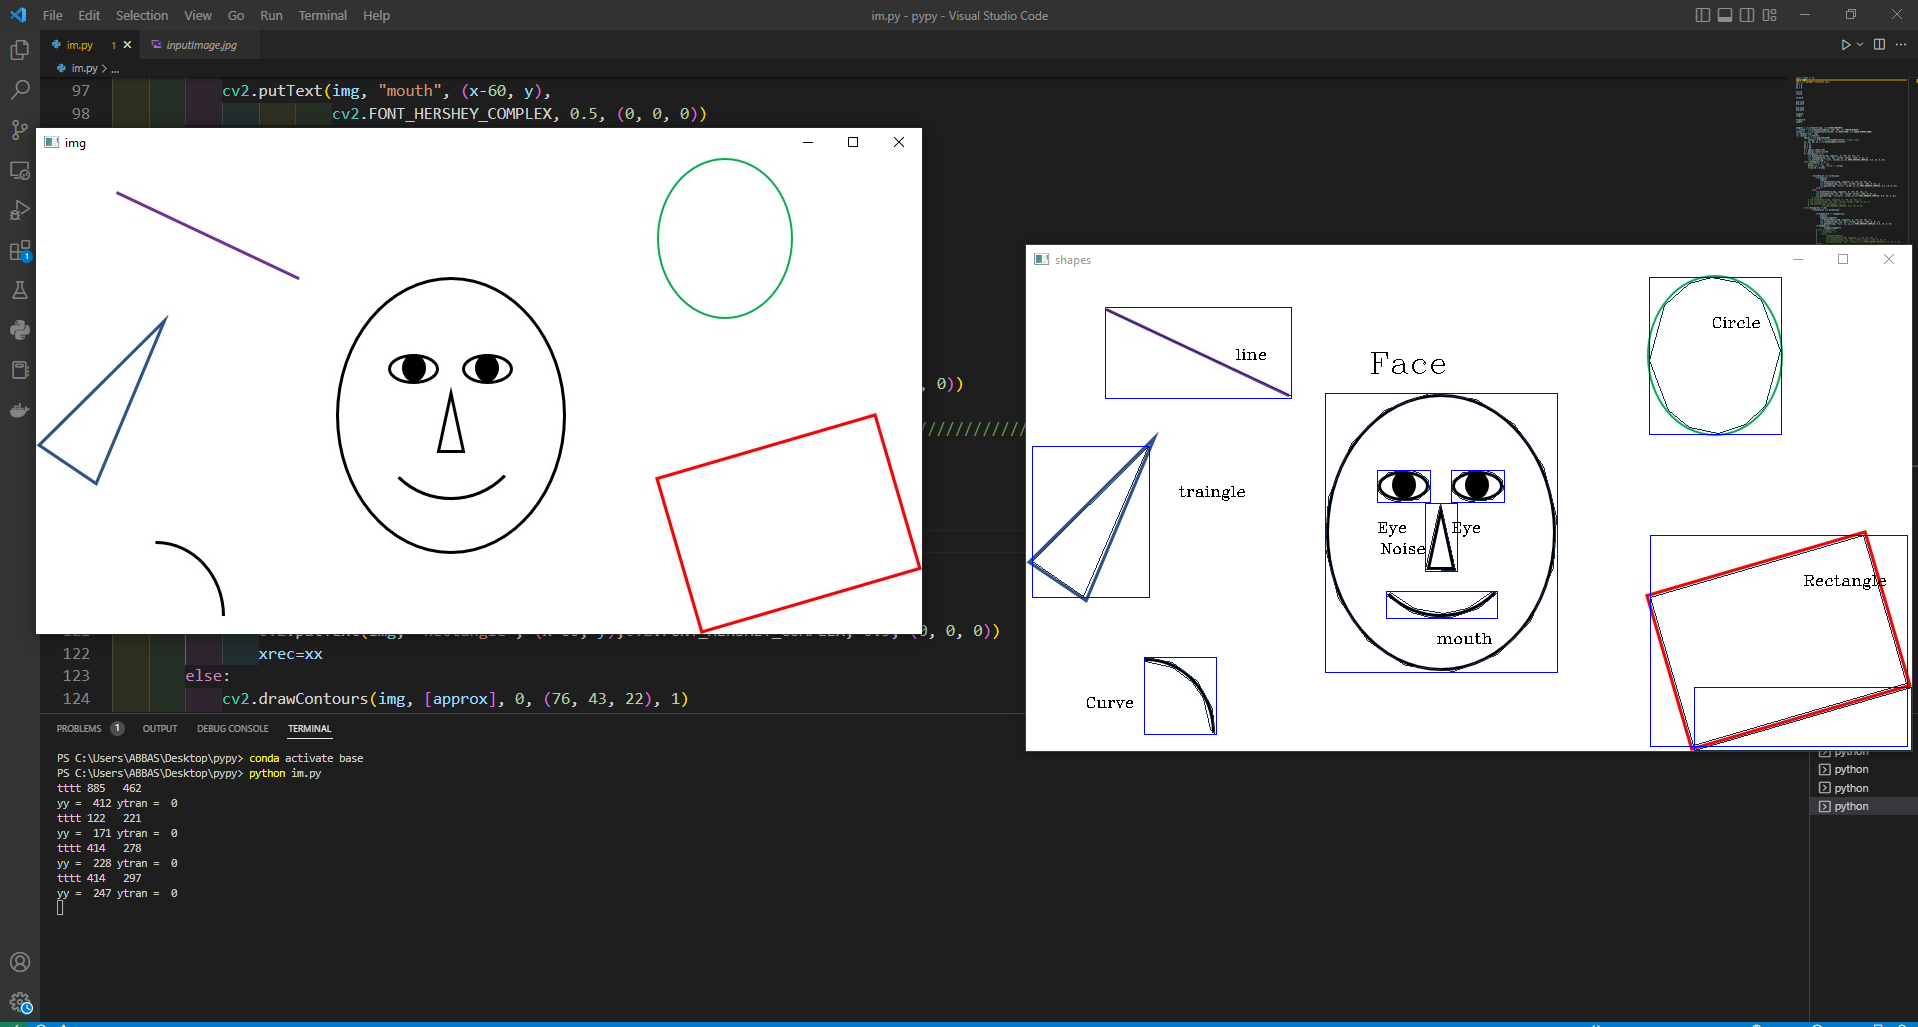 File Edit Selection View Go Run Terminal Help
im.py - pypy - Visual Studio Code
im.py 1
inputImage.jpg
im.py > ...
97 cv2.putText(img, "mouth", (x-60, y),
98 cv2.FONT_HERSHEY_COMPLEX, 0.5, (0, 0, 0))
img
shapes
line
Circle
Face
traingle
Eye Eye
Noise
Rectangle
mouth
Curve
, 0))
/////////////
0, 0, 0))
122 xrec=xx
123 else:
124 cv2.drawContours(img, [approx], 0, (76, 43, 22), 1)
PROBLEMS 1 OUTPUT DEBUG CONSOLE TERMINAL
PS C:\Users\ABBAS\Desktop\pypy> conda activate base
PS C:\Users\ABBAS\Desktop\pypy> python im.py
tttt 885 462
yy = 412 ytran = 0
tttt 122 221
yy = 171 ytran = 0
tttt 414 278
yy = 228 ytran = 0
tttt 414 297
yy = 247 ytran = 0
python
python
python
python
1